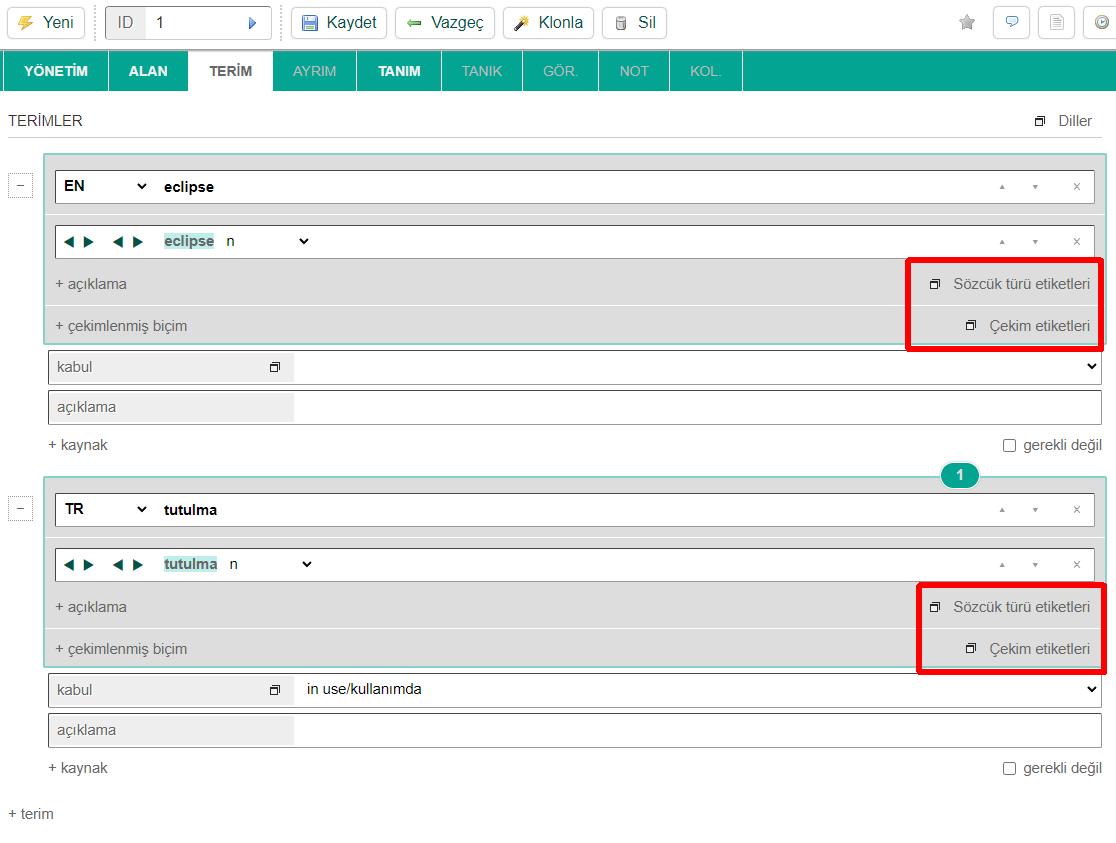 Yeni ID 1 Kaydet Vazgeç Klonla Sil
YÖNETİM ALAN TERİM AYRIM TANIM TANIK GÖR. NOT KOL.
TERİMLER Diller
EN eclipse
eclipse n
+ açıklama Sözcük türü etiketleri
+ çekimlenmiş biçim Çekim etiketleri
kabul
açıklama
+ kaynak gerekli değil
1
TR tutulma
tutulma n
+ açıklama Sözcük türü etiketleri
+ çekimlenmiş biçim Çekim etiketleri
kabul in use/kullanımda
açıklama
+ kaynak gerekli değil
+ terim